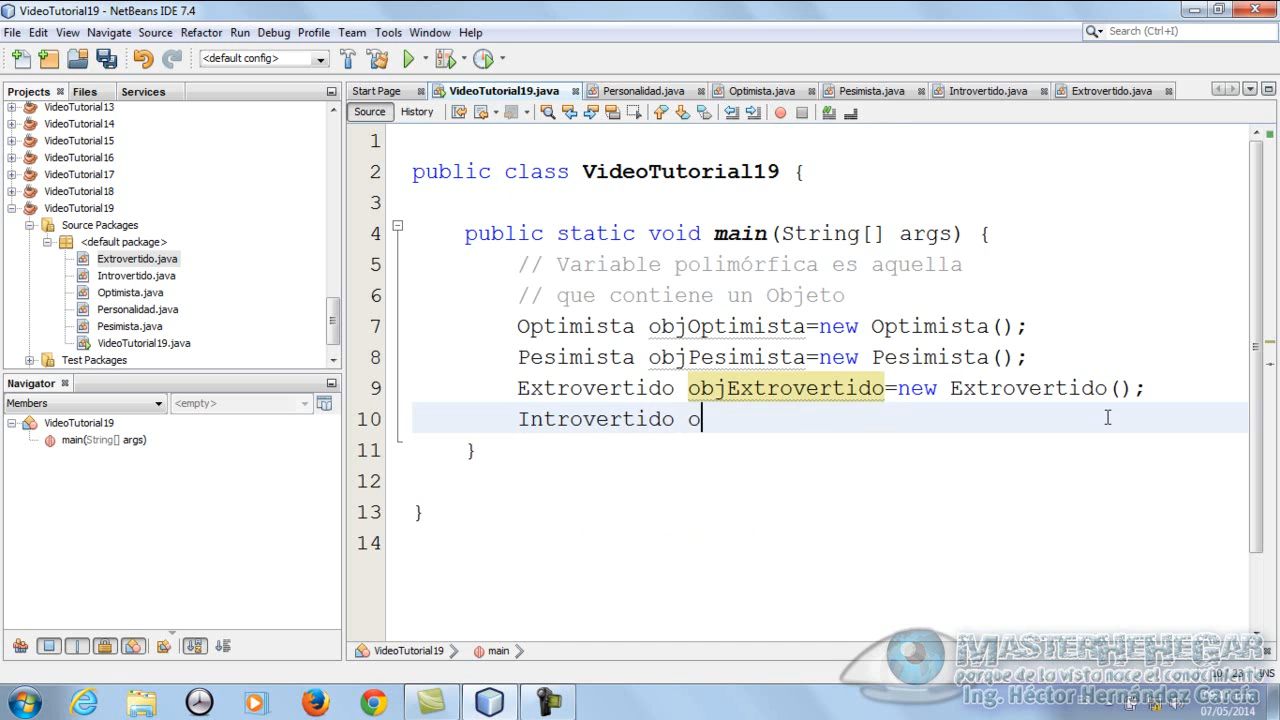 VideoTutorial19 - NetBeans IDE 7.4
File Edit View Navigate Source Refactor Run Debug Profile Team Tools Window Help
Search (Ctrl+I)
<default config>
Projects Files Services
Start Page VideoTutorial19.java Personalidad.java Optimista.java Pesimista.java Introvertido.java Extrovertido.java
Source History
VideoTutorial13
VideoTutorial14
VideoTutorial15
VideoTutorial16
VideoTutorial17
VideoTutorial18
VideoTutorial19
Source Packages
<default package>
Extrovertido.java
Introvertido.java
Optimista.java
Personalidad.java
Pesimista.java
VideoTutorial19.java
Test Packages
Navigator
Members <empty>
VideoTutorial19
main(String[] args)
1
2 public class VideoTutorial19 {
3
4 public static void main(String[] args) {
5 // Variable polimórfica es aquella
6 // que contiene un Objeto
7 Optimista objOptimista=new Optimista();
8 Pesimista objPesimista=new Pesimista();
9 Extrovertido objExtrovertido=new Extrovertido();
10 Introvertido o
11 }
12
13 }
14
VideoTutorial19 main
MASTERHEHEGAR
porque de la vista nace el conocimiento
Ing. Héctor Hernández García
INS
07/05/2014